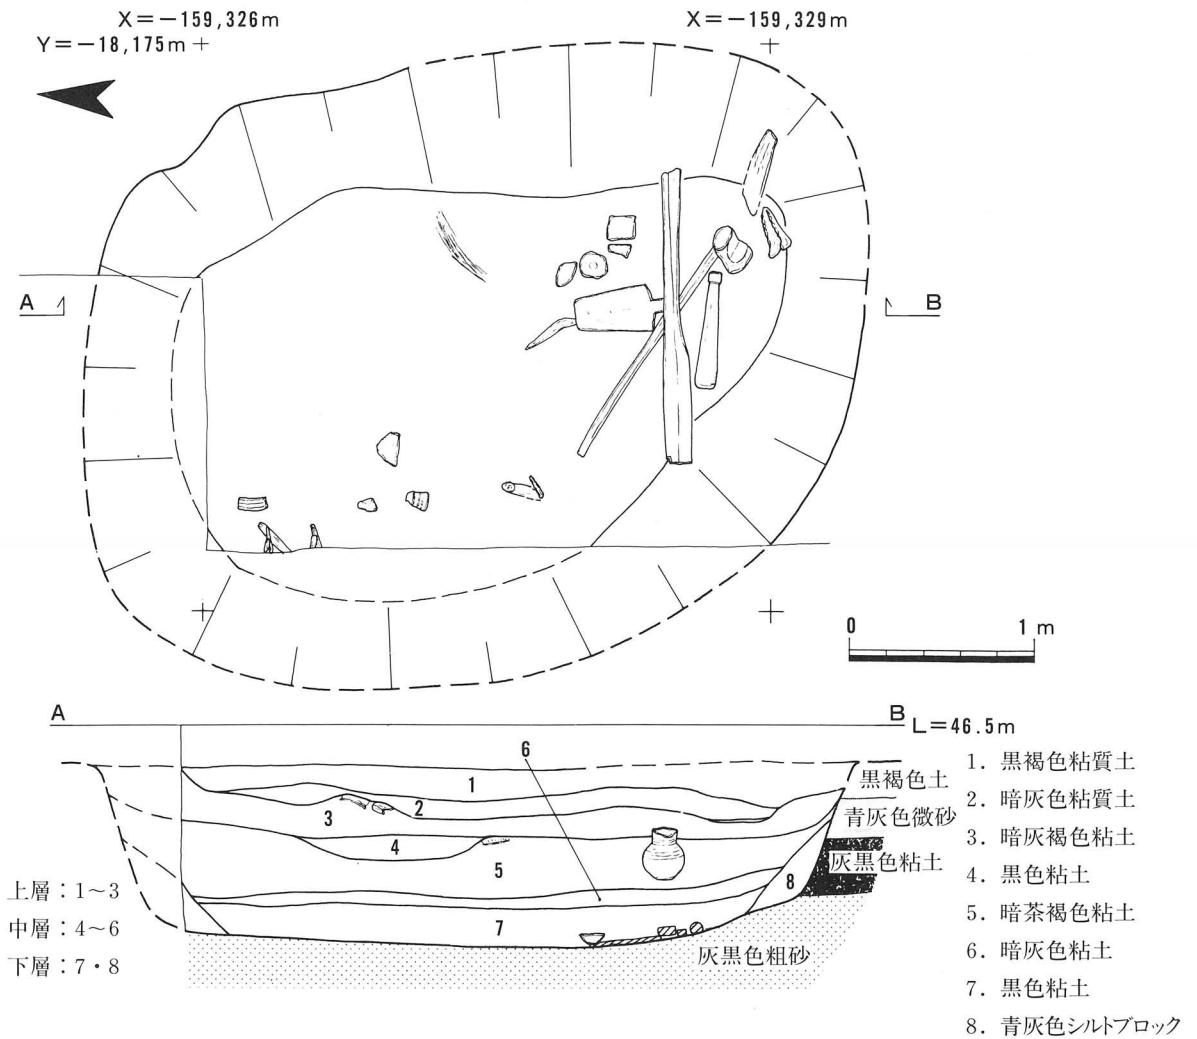 X=−159,326m
X=−159,329m
Y=−18,175m
A
B
0 1 m
A
B
L=46.5m
6
1
2
3
4
5
7
8
黒褐色土
青灰色微砂
灰黒色粘土
灰黒色粗砂
上層：1〜3
中層：4〜6
下層：7・8
1．黒褐色粘質土
2．暗灰色粘質土
3．暗灰褐色粘土
4．黒色粘土
5．暗茶褐色粘土
6．暗灰色粘土
7．黒色粘土
8．青灰色シルトブロック